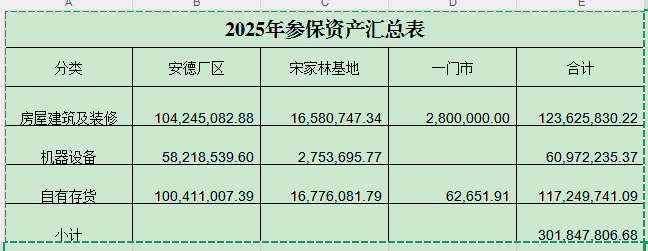 A B C D E
2025年参保资产汇总表
分类 安德厂区 宋家林基地 一门市 合计
房屋建筑及装修 104,245,082.88 16,580,747.34 2,800,000.00 123,625,830.22
机器设备 58,218,539.60 2,753,695.77 60,972,235.37
自有存货 100,411,007.39 16,776,081.79 62,651.91 117,249,741.09
小计 301,847,806.68